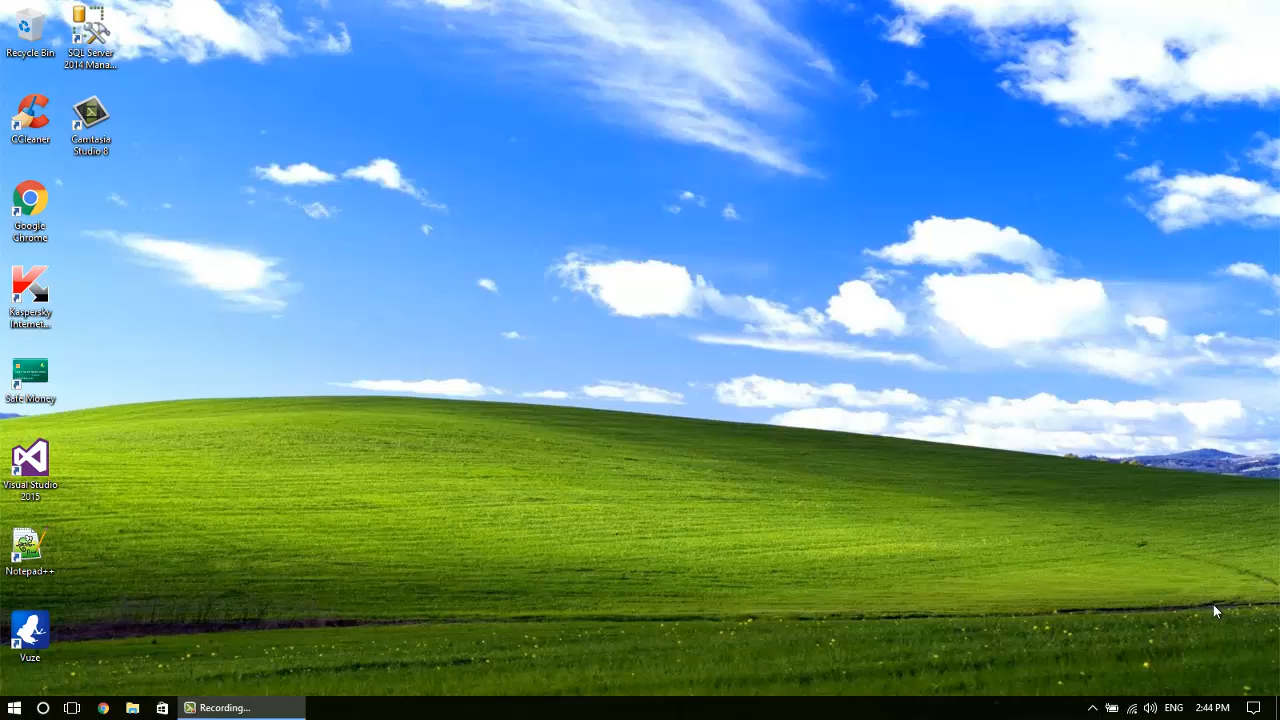 Recycle Bin
SQL Server
2014 Mana...
CCleaner
Camtasia
Studio 8
Google
Chrome
Kaspersky
Internet...
Safe Money
Visual Studio
2015
Notepad++
Vuze
Recording...
ENG
2:44 PM